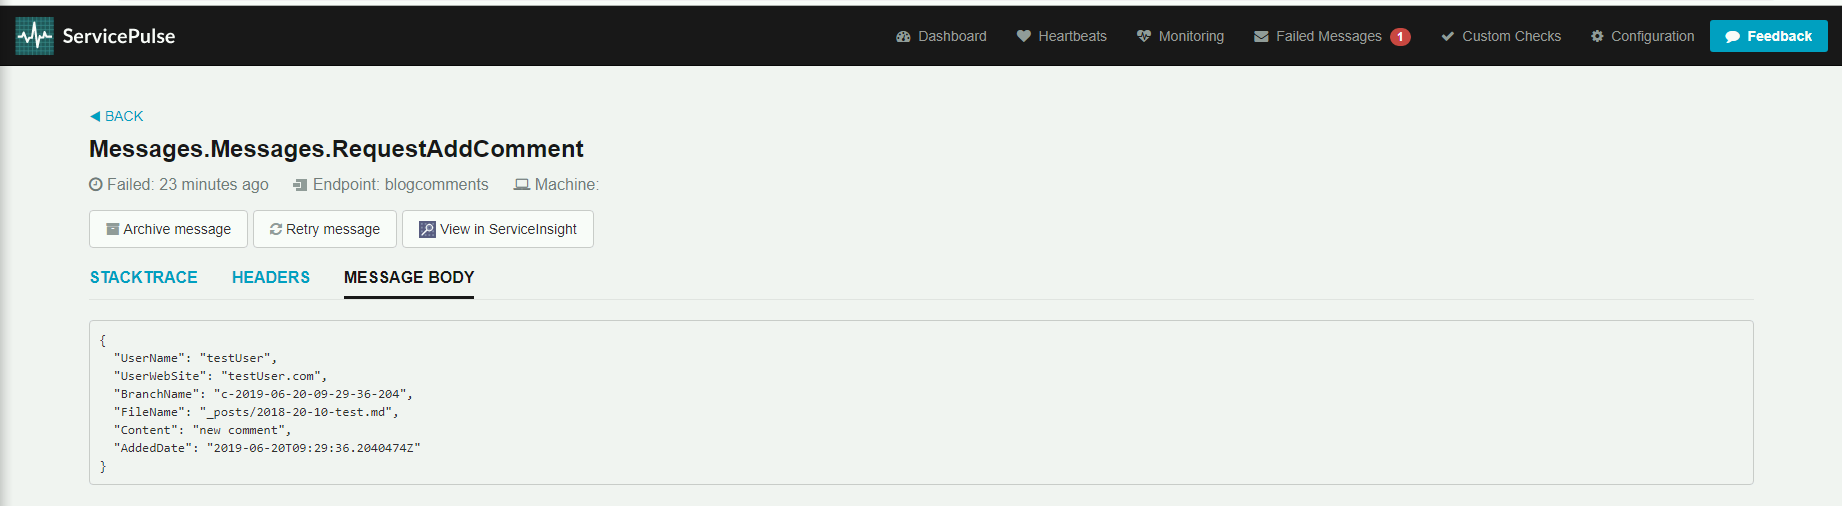 ServicePulse Dashboard Heartbeats Monitoring Failed Messages 1 Custom Checks Configuration Feedback
BACK
Messages.Messages.RequestAddComment
Failed: 23 minutes ago Endpoint: blogcomments Machine:
Archive message Retry message View in ServiceInsight
STACKTRACE HEADERS MESSAGE BODY
{
"UserName": "testUser",
"UserWebSite": "testUser.com",
"BranchName": "c-2019-06-20-09-29-36-204",
"FileName": "_posts/2018-20-10-test.md",
"Content": "new comment",
"AddedDate": "2019-06-20T09:29:36.2040474Z"
}